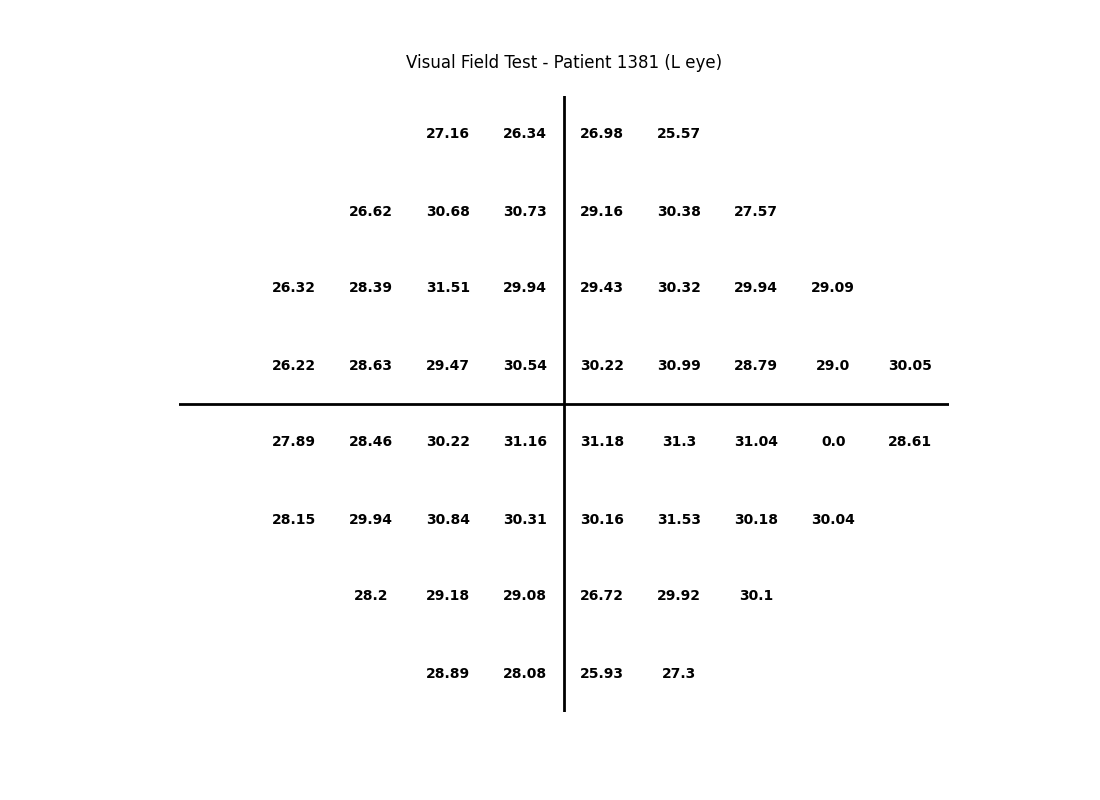 Visual Field Test - Patient 1381 (L eye)
27.16 26.34 26.98 25.57
26.62 30.68 30.73 29.16 30.38 27.57
26.32 28.39 31.51 29.94 29.43 30.32 29.94 29.09
26.22 28.63 29.47 30.54 30.22 30.99 28.79 29.0 30.05
27.89 28.46 30.22 31.16 31.18 31.3 31.04 0.0 28.61
28.15 29.94 30.84 30.31 30.16 31.53 30.18 30.04
28.2 29.18 29.08 26.72 29.92 30.1
28.89 28.08 25.93 27.3